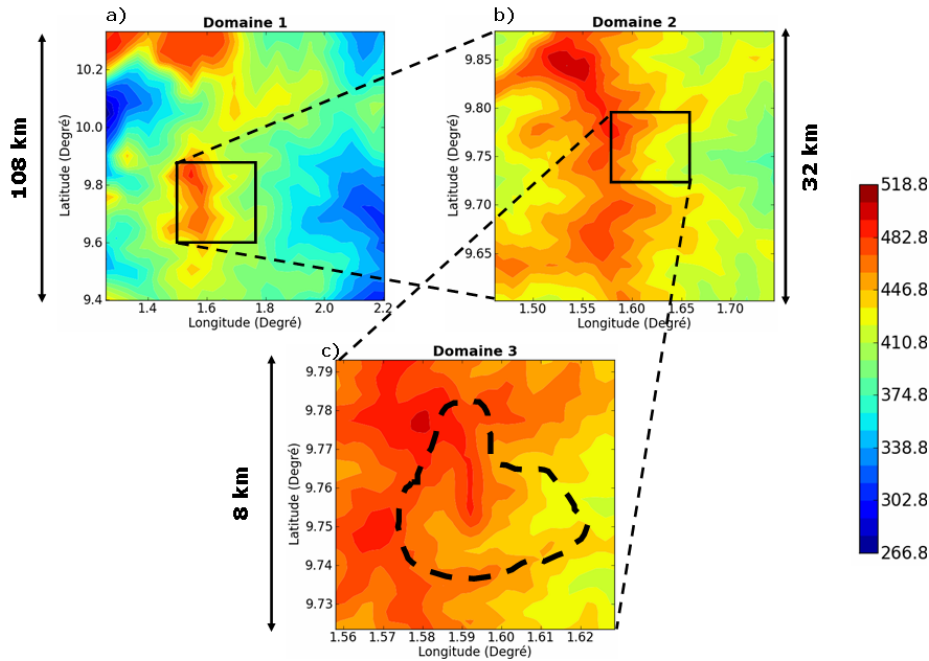 a)
Domaine 1
108 km
Latitude (Degré)
10.2
10.0
9.8
9.6
9.4
1.4 1.6 1.8 2.0 2.2
Longitude (Degré)
b)
Domaine 2
32 km
Latitude (Degré)
9.85
9.80
9.75
9.70
9.65
1.50 1.55 1.60 1.65 1.70
Longitude (Degré)
518.8
482.8
446.8
410.8
374.8
338.8
302.8
266.8
c)
Domaine 3
8 km
Latitude (Degré)
9.79
9.78
9.77
9.76
9.75
9.74
9.73
1.56 1.57 1.58 1.59 1.60 1.61 1.62
Longitude (Degré)